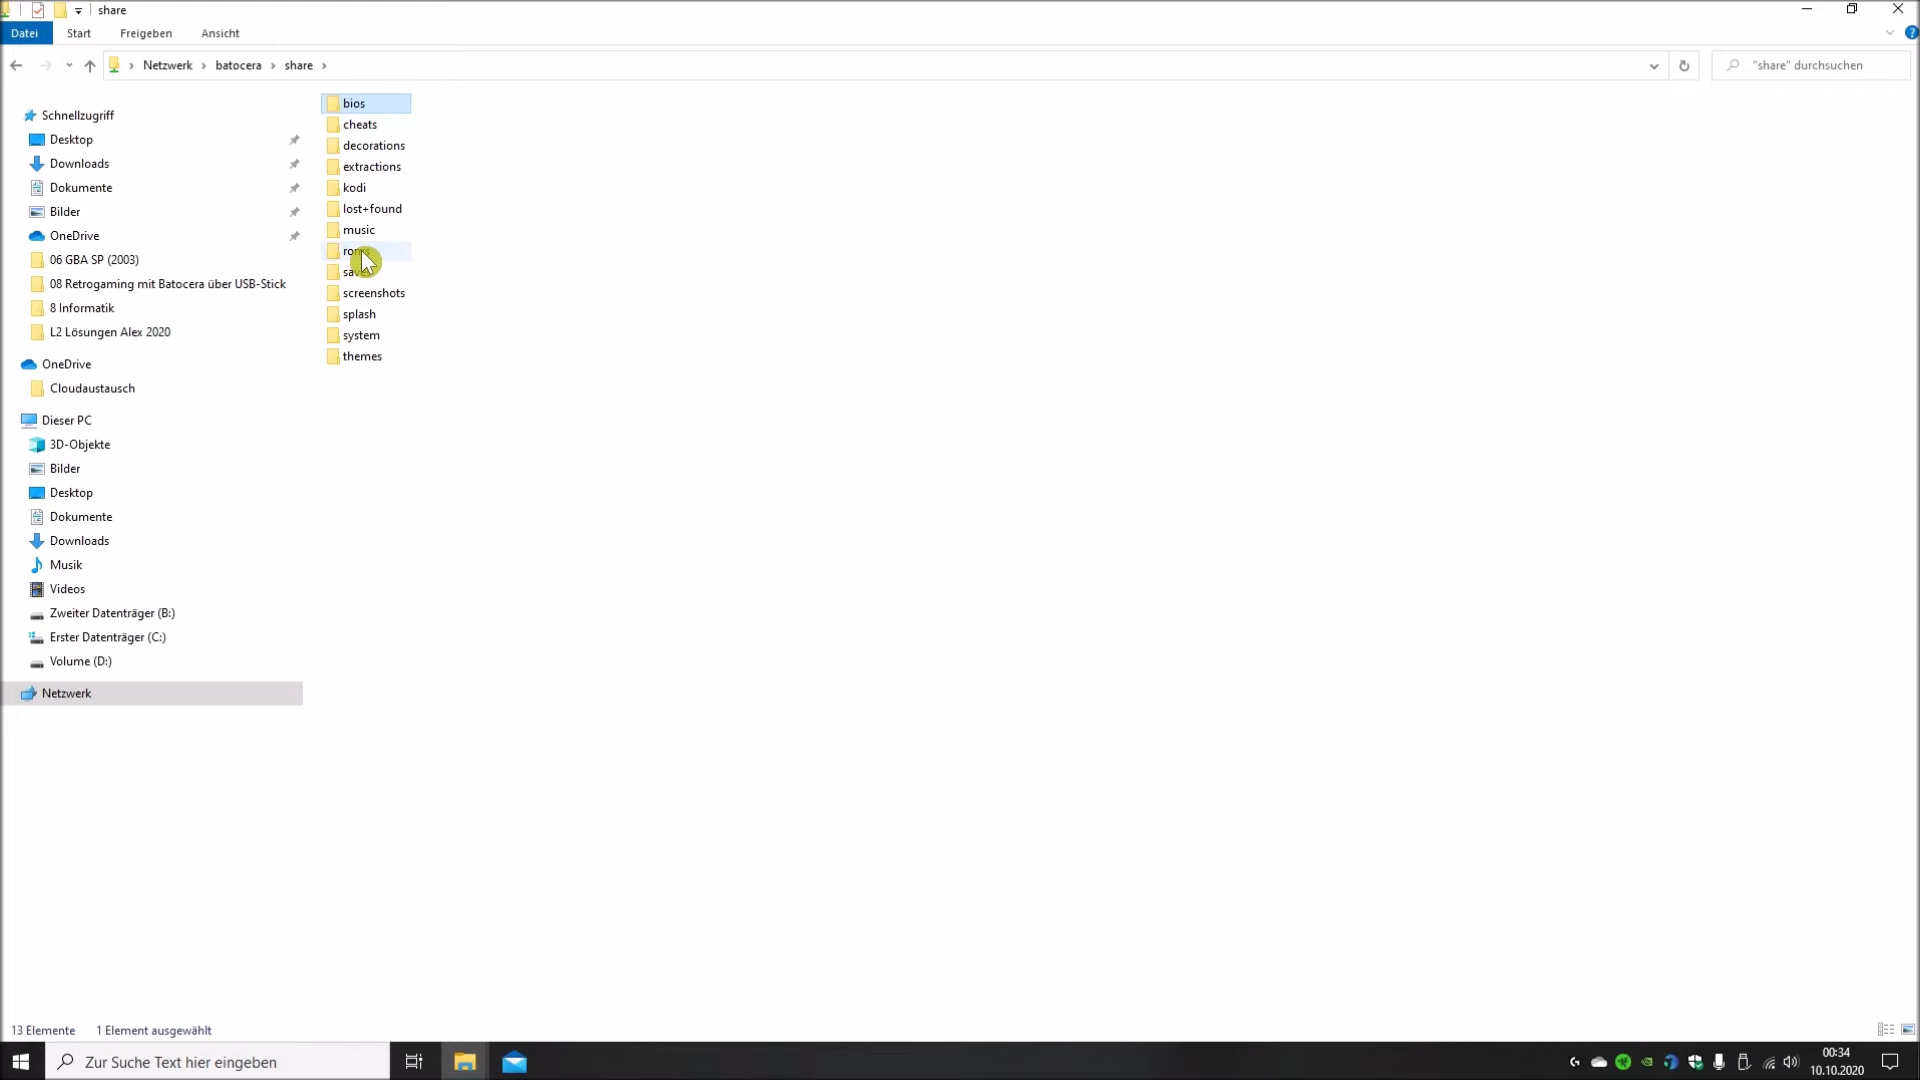 share
Datei Start Freigeben Ansicht
Netzwerk batocera share
"share" durchsuchen
Schnellzugriff
Desktop
Downloads
Dokumente
Bilder
OneDrive
06 GBA SP (2003)
08 Retrogaming mit Batocera über USB-Stick
8 Informatik
L2 Lösungen Alex 2020
OneDrive
Cloudaustausch
Dieser PC
3D-Objekte
Bilder
Desktop
Dokumente
Downloads
Musik
Videos
Zweiter Datenträger (B:)
Erster Datenträger (C:)
Volume (D:)
Netzwerk
bios
cheats
decorations
extractions
kodi
lost+found
music
screenshots
splash
system
themes
13 Elemente 1 Element ausgewählt
Zur Suche Text hier eingeben
00:34
10.10.2020